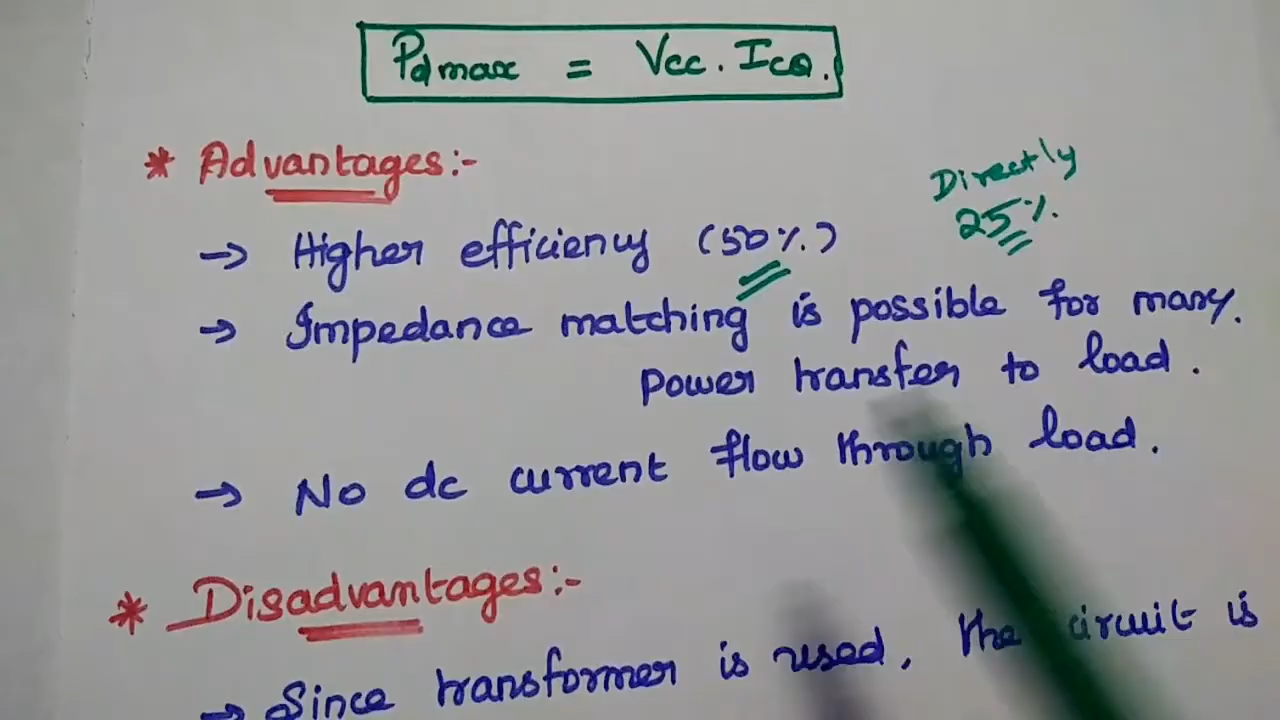 Pdmax = Vcc. IcQ.
* Advantages:-
Directly
25%.
→ Higher efficiency (50%.)
→ Impedance matching is possible for maxy.
power transfer to load.
→ No dc current flow through load.
* Disadvantages:-
→ Since transformer is used, the circuit is